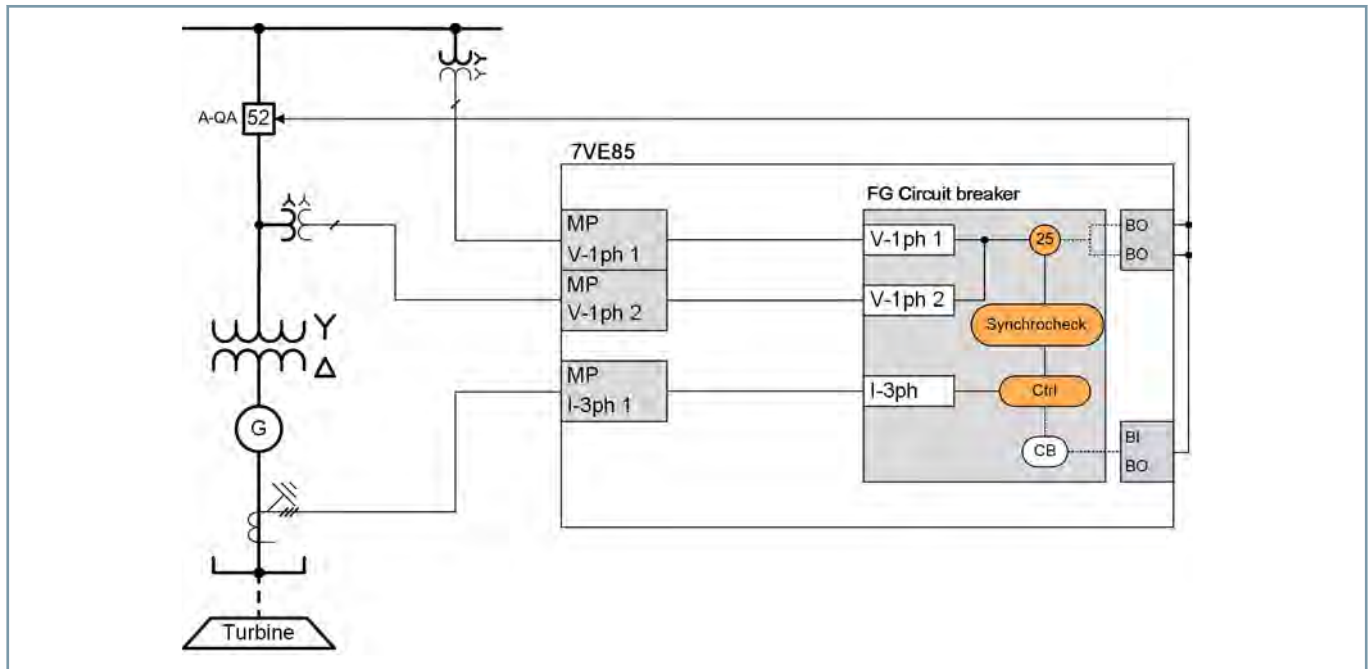 A-QA
52
7VE85
FG Circuit breaker
MP
V-1ph 1
V-1ph 1
25
BO
BO
MP
V-1ph 2
V-1ph 2
Synchrocheck
Y
Δ
MP
I-3ph 1
I-3ph
Ctrl
G
CB
BI
BO
Turbine